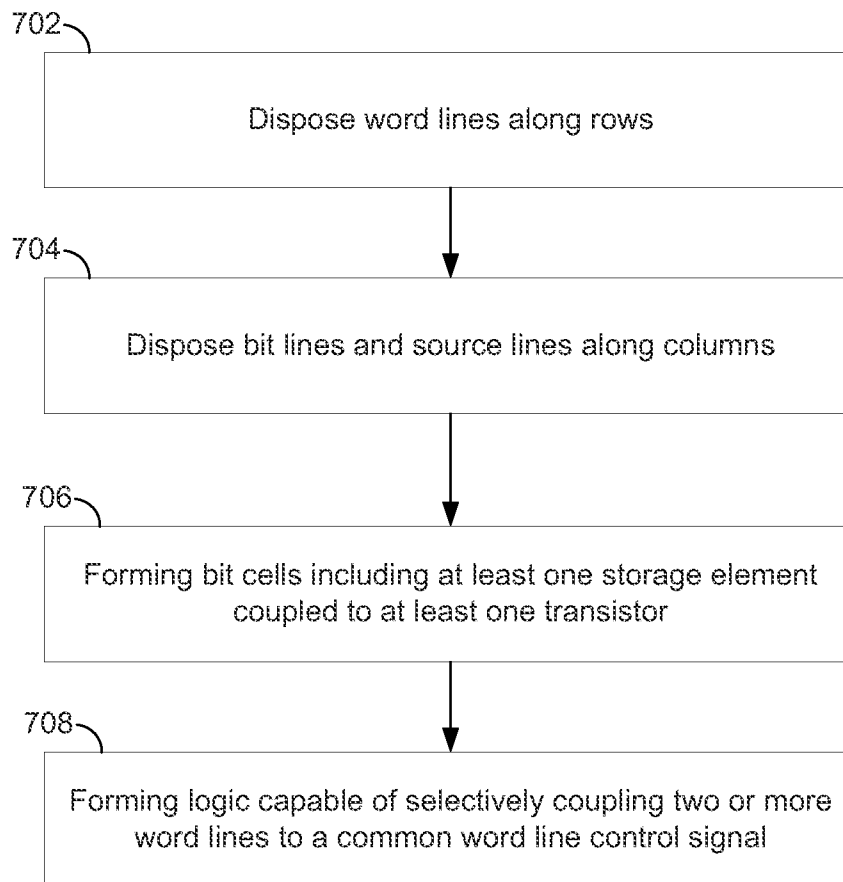 702
Dispose word lines along rows
704
Dispose bit lines and source lines along columns
706
Forming bit cells including at least one storage element
coupled to at least one transistor
708
Forming logic capable of selectively coupling two or more
word lines to a common word line control signal